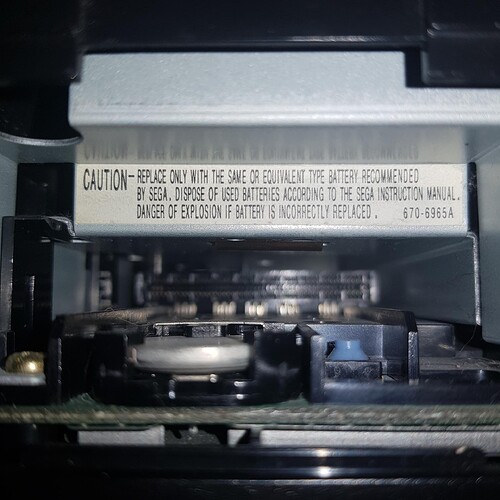 CAUTION-REPLACE ONLY WITH THE SAME OR EQUIVALENT TYPE BATTERY RECOMMENDED
BY SEGA. DISPOSE OF USED BATTERIES ACCORDING TO THE SEGA INSTRUCTION MANUAL.
DANGER OF EXPLOSION IF BATTERY IS INCORRECTLY REPLACED. 670-6965A